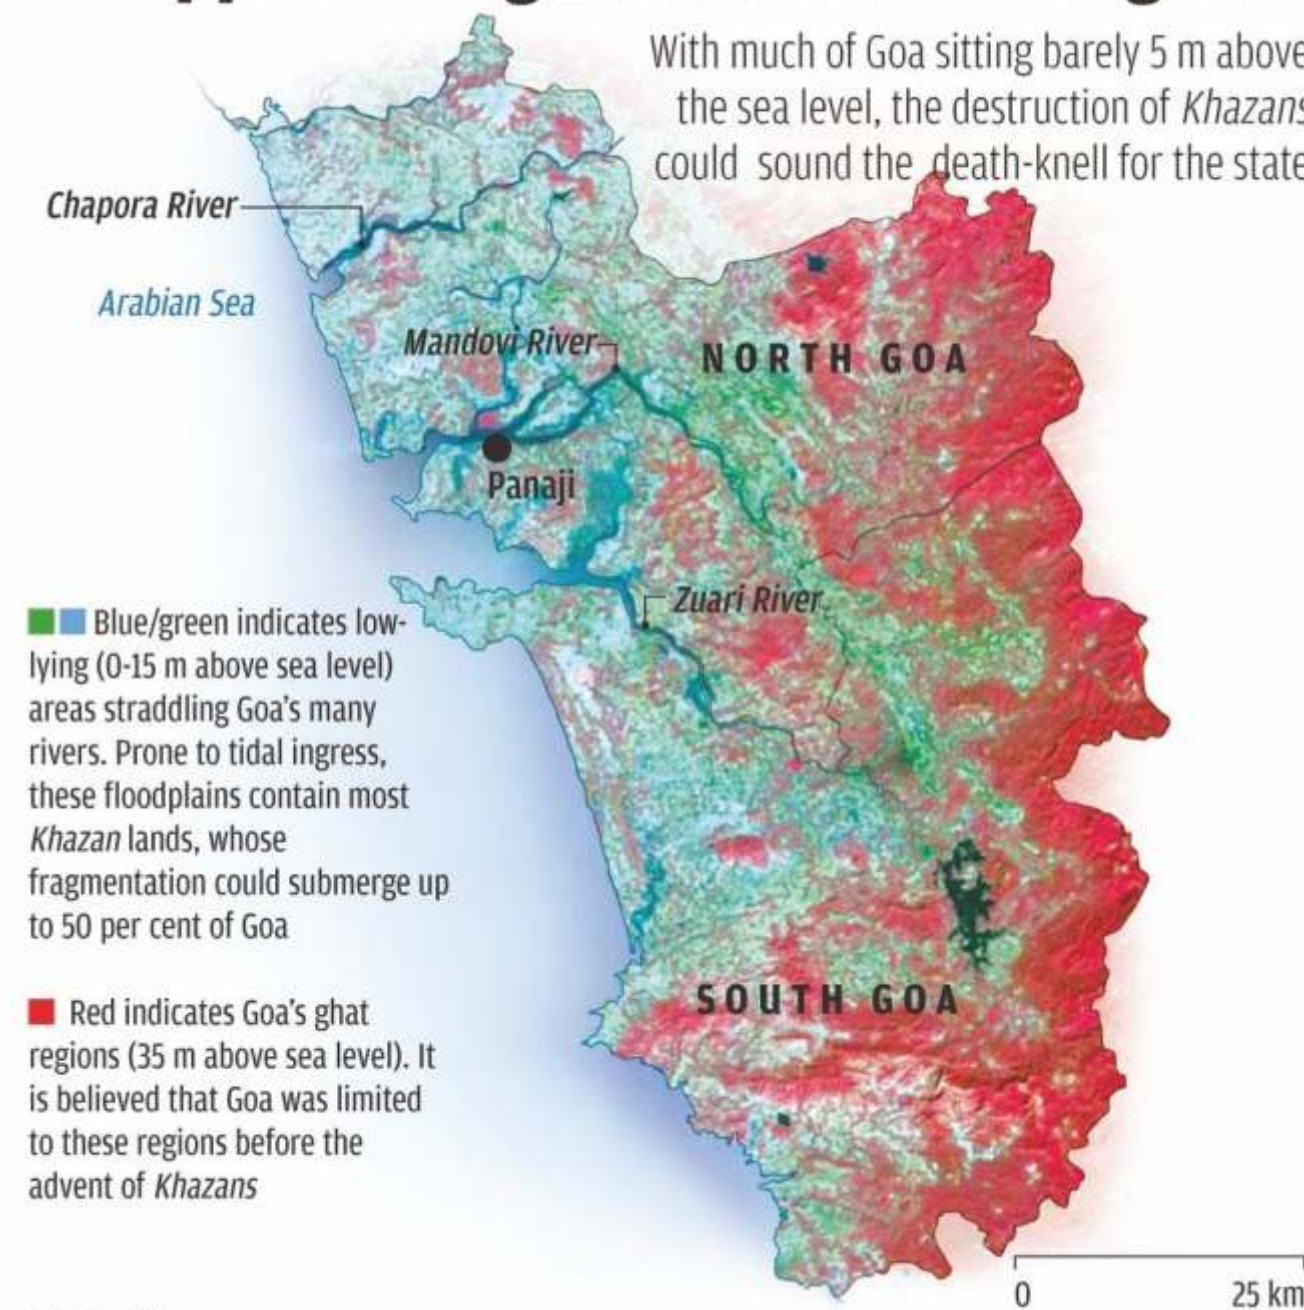 With much of Goa sitting barely 5 m above
the sea level, the destruction of Khazans
could sound the death-knell for the state
Chapora River
Arabian Sea
Mandovi River
NORTH GOA
Panaji
Zuari River
Blue/green indicates low-
lying (0-15 m above sea level)
areas straddling Goa's many
rivers. Prone to tidal ingress,
these floodplains contain most
Khazan lands, whose
fragmentation could submerge up
to 50 per cent of Goa
SOUTH GOA
Red indicates Goa's ghat
regions (35 m above sea level). It
is believed that Goa was limited
to these regions before the
advent of Khazans
0 25 km